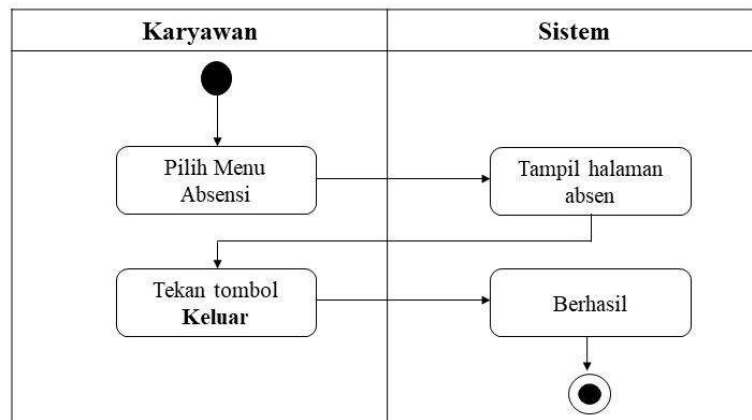 Karyawan
Sistem
Pilih Menu
Absensi
Tampil halaman
absen
Tekan tombol
Keluar
Berhasil